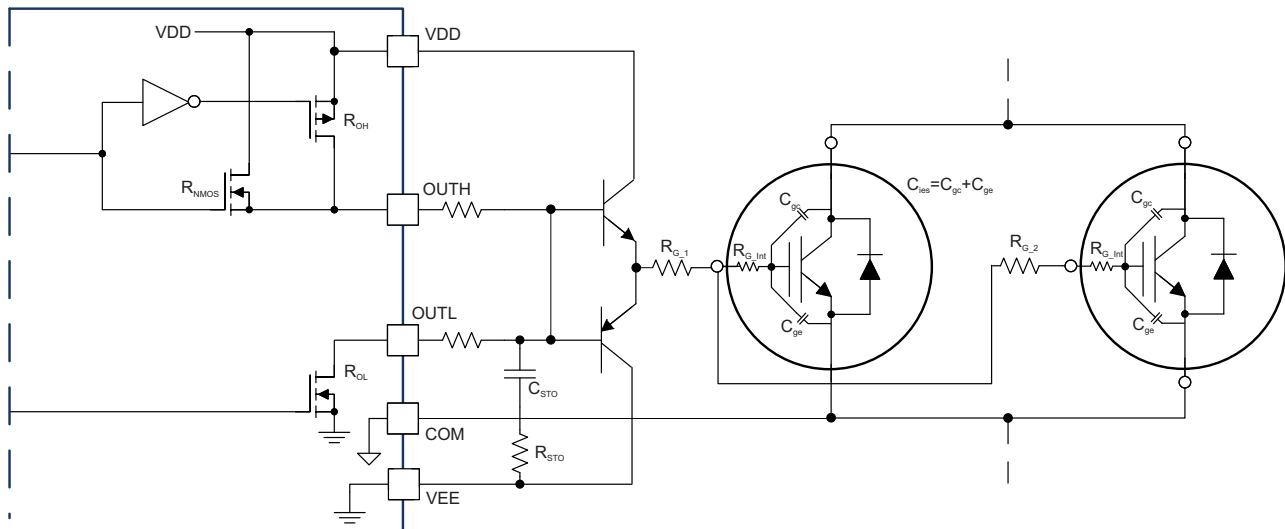 VDD
VDD
R_OH
R_NMOS
OUTH
OUTL
R_OL
COM
VEE
C_STO
R_STO
R_G_1
R_G_Int
C_gc
C_ge
C_ies=C_gc+C_ge
R_G_2
R_G_Int
C_gc
C_ge